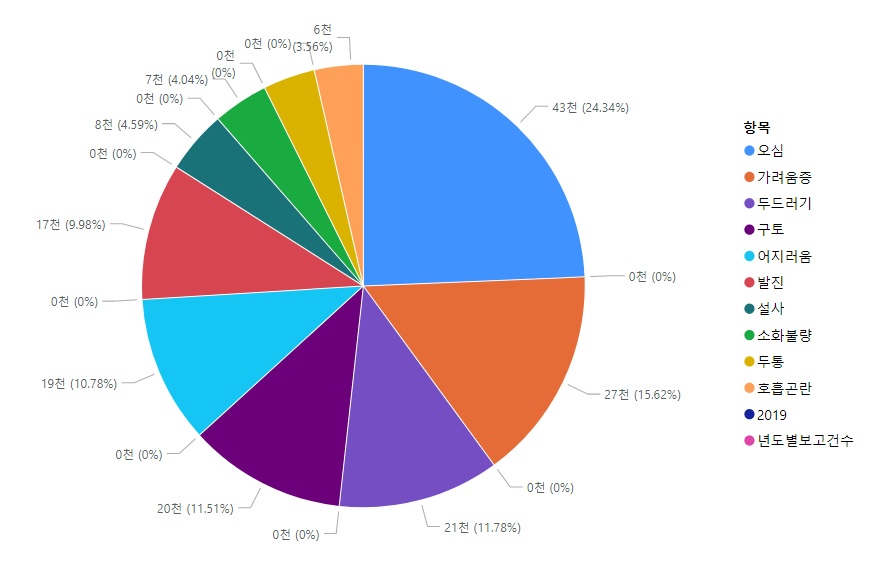 6천
(3.56%)
0천 (0%)
0천
(0%)
7천 (4.04%)
0천 (0%)
8천 (4.59%)
0천 (0%)
17천 (9.98%)
0천 (0%)
19천 (10.78%)
0천 (0%)
20천 (11.51%)
0천 (0%)
21천 (11.78%)
0천 (0%)
27천 (15.62%)
0천 (0%)
43천 (24.34%)
항목
오심
가려움증
두드러기
구토
어지러움
발진
설사
소화불량
두통
호흡곤란
2019
년도별보고건수